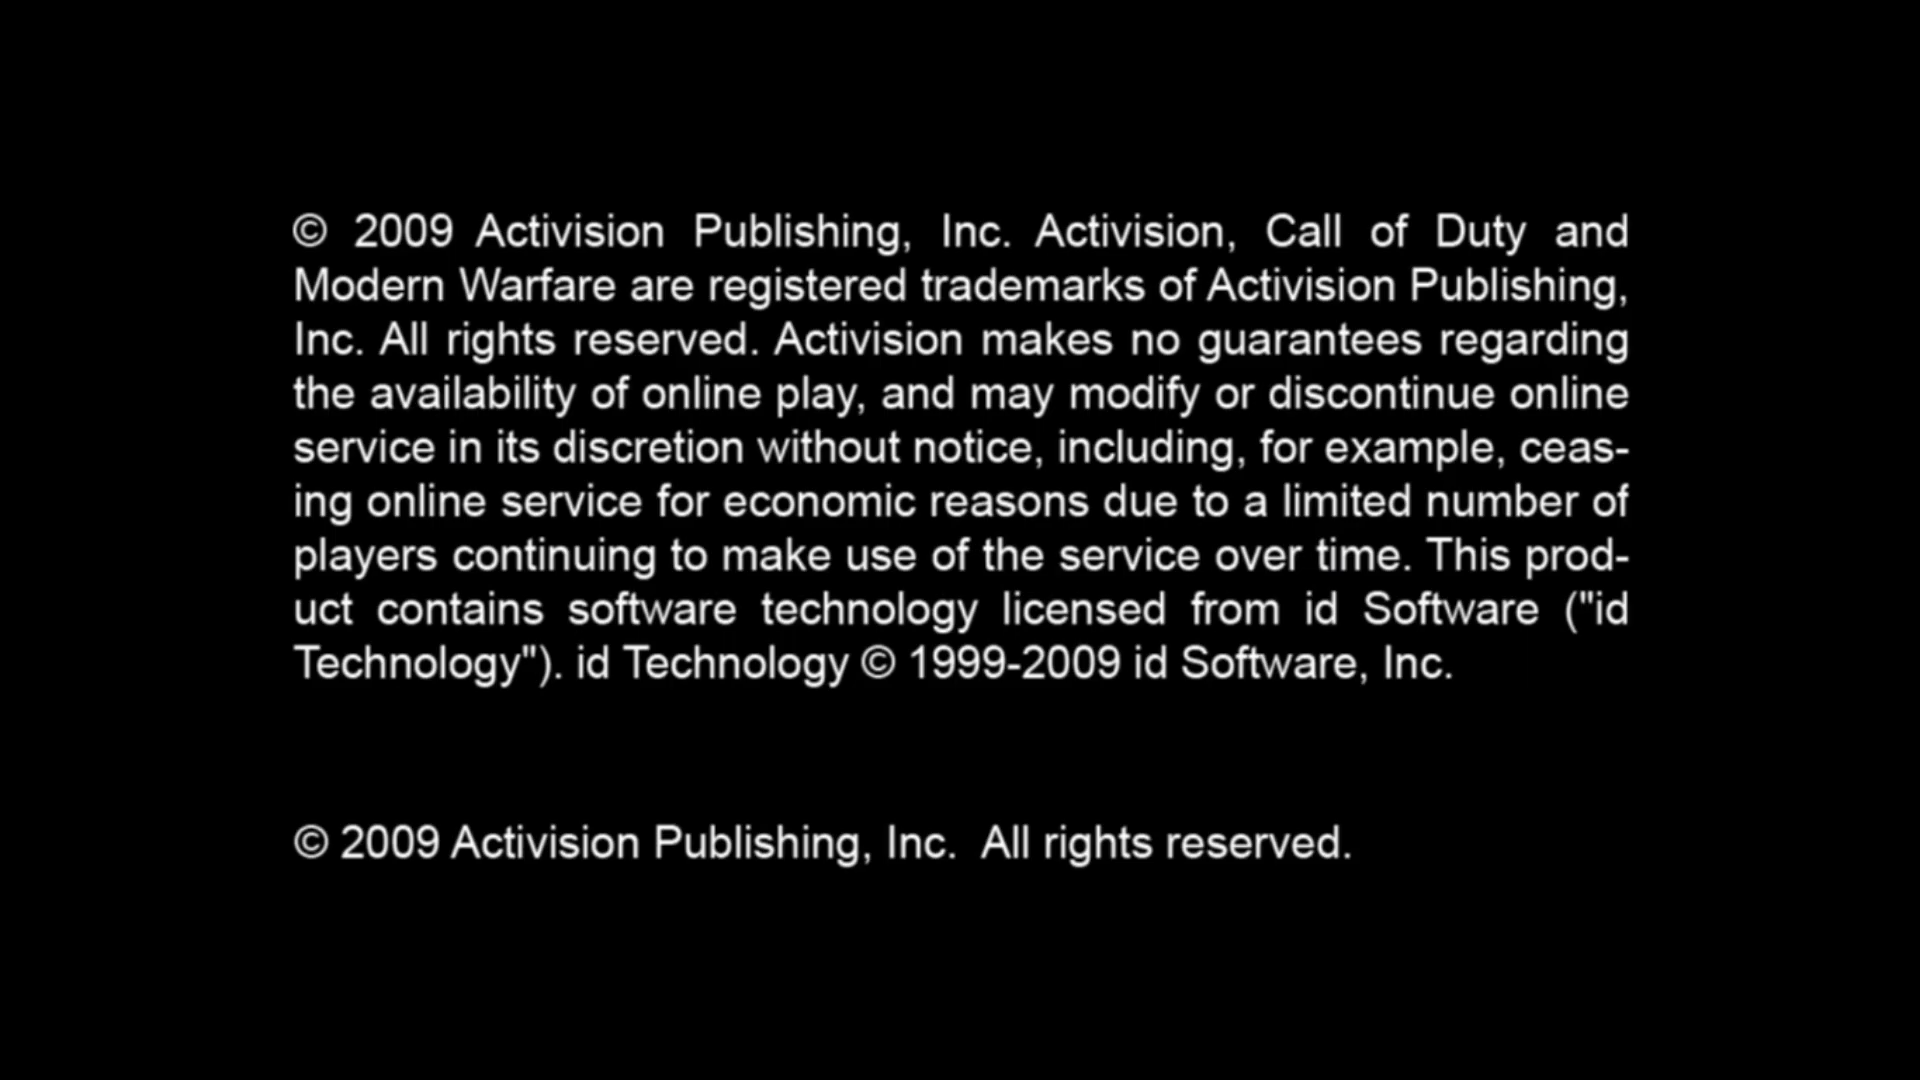 © 2009 Activision Publishing, Inc. Activision, Call of Duty and
Modern Warfare are registered trademarks of Activision Publishing,
Inc. All rights reserved. Activision makes no guarantees regarding
the availability of online play, and may modify or discontinue online
service in its discretion without notice, including, for example, ceas-
ing online service for economic reasons due to a limited number of
players continuing to make use of the service over time. This prod-
uct contains software technology licensed from id Software ("id
Technology"). id Technology © 1999-2009 id Software, Inc.
© 2009 Activision Publishing, Inc.  All rights reserved.